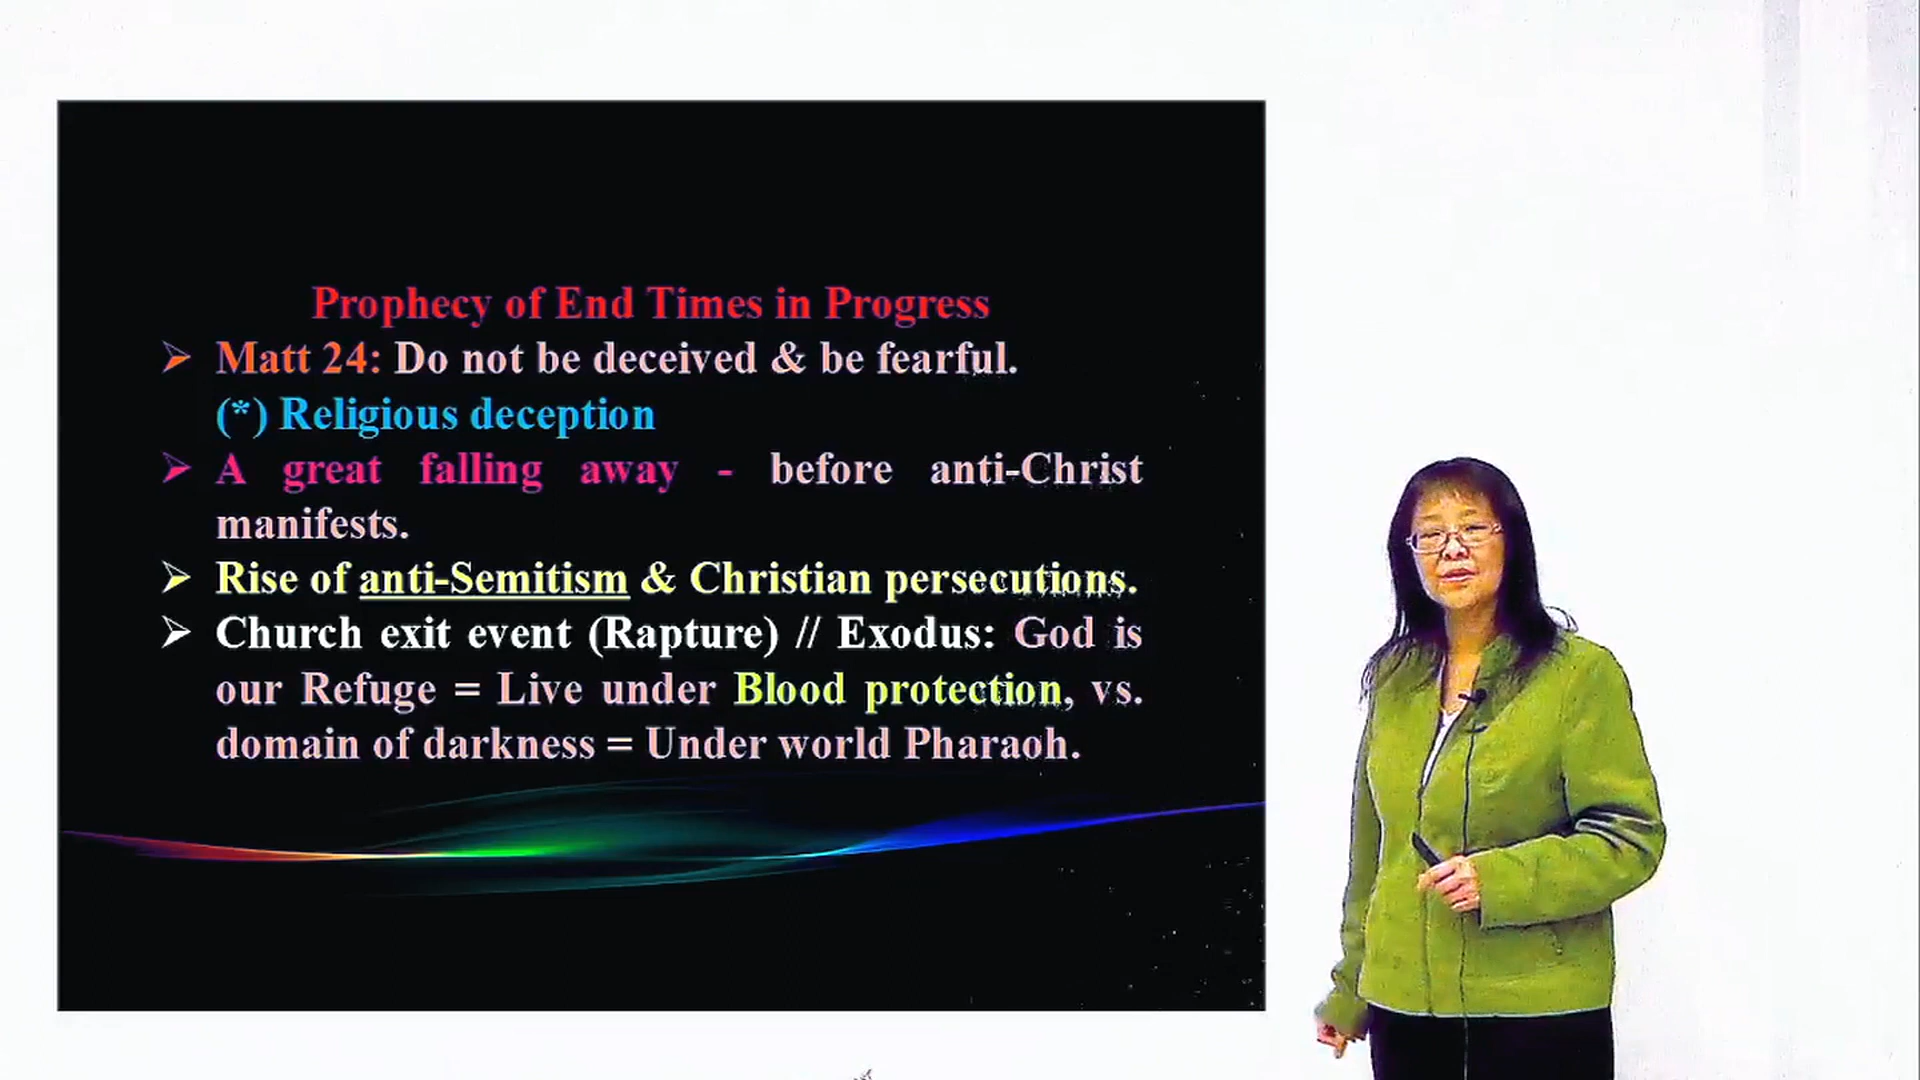 Prophecy of End Times in Progress
➢ Matt 24: Do not be deceived & be fearful.
(*) Religious deception
➢ A great falling away - before anti-Christ
manifests.
➢ Rise of anti-Semitism & Christian persecutions.
➢ Church exit event (Rapture) // Exodus: God is
our Refuge = Live under Blood protection, vs.
domain of darkness = Under world Pharaoh.